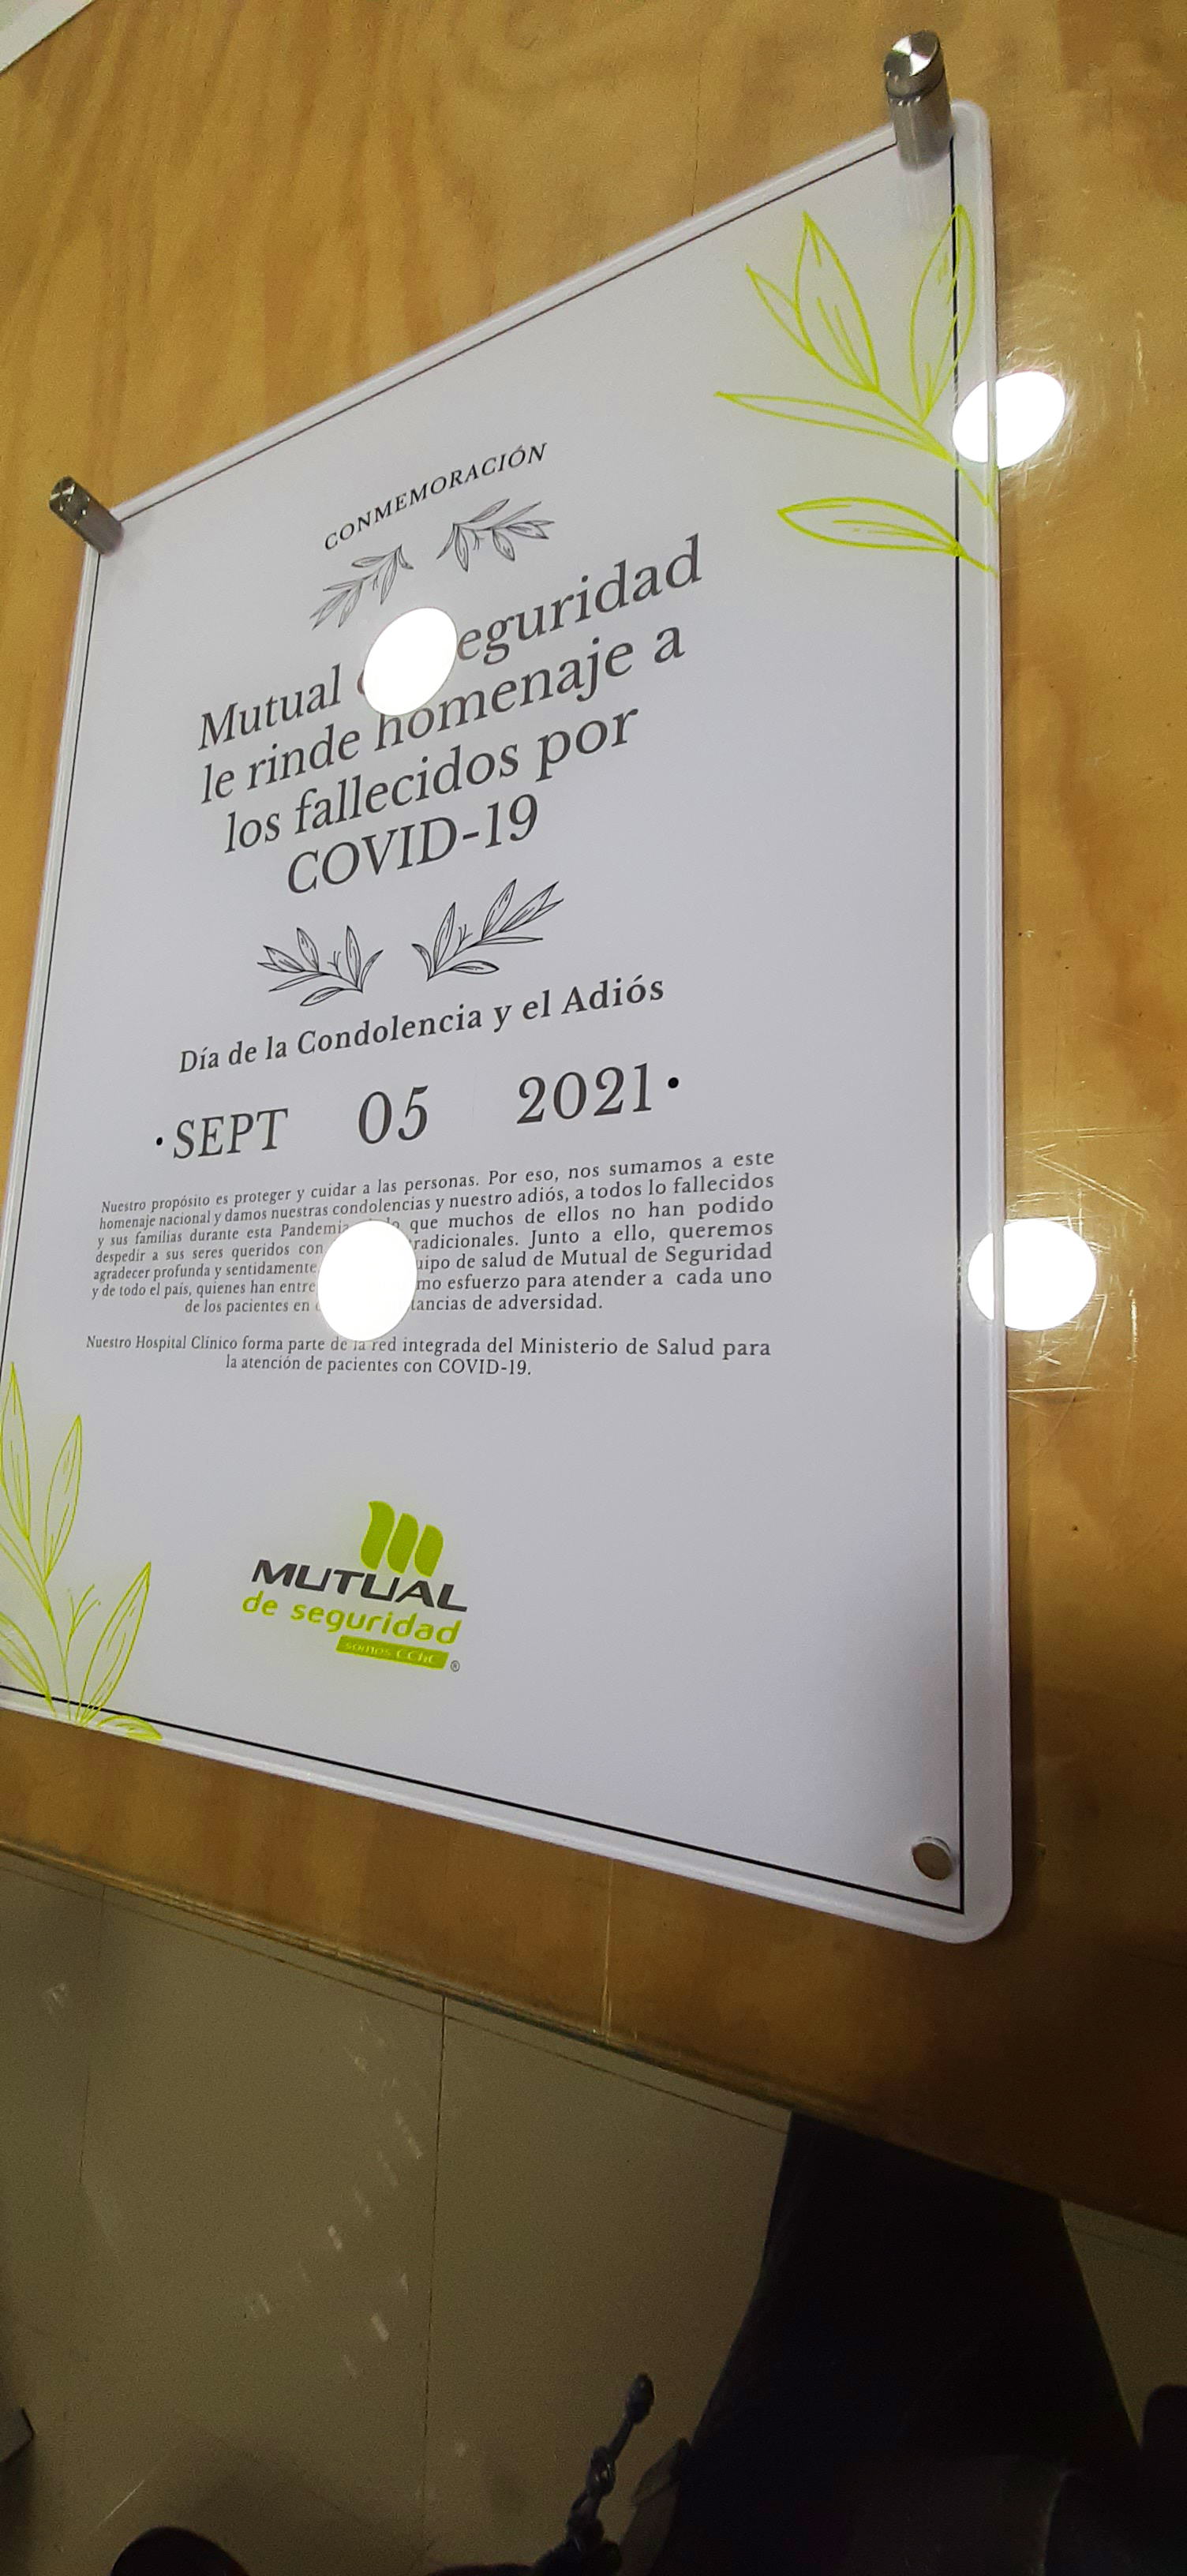 CONMEMORACIÓN
Mutual eguridad
le rinde homenaje a
los fallecidos por
COVID-19
Día de la Condolencia y el Adiós
·SEPT 05 2021·
Nuestro propósito es proteger y cuidar a las personas. Por eso, nos sumamos a este
homenaje nacional y damos nuestras condolencias y nuestro adiós, a todos lo fallecidos
y sus familias durante esta Pandemia que muchos de ellos no han podido
despedir a sus seres queridos con radicionales. Junto a ello, queremos
agradecer profunda y sentidamente uipo de salud de Mutual de Seguridad
y de todo el país, quienes han entre mo esfuerzo para atender a cada uno
de los pacientes en tancias de adversidad.
Nuestro Hospital Clínico forma parte de la red integrada del Ministerio de Salud para
la atención de pacientes con COVID-19.
MUTUAL
de seguridad
somos CChC
®